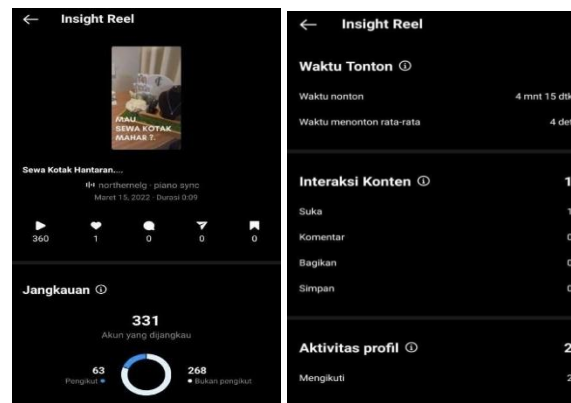 Insight Reel
MAU
SEWA KOTAK
MAHAR ?
Sewa Kotak Hantaran....
northernelg · piano sync
Maret 15, 2022 · Durasi 0:09
360 1 0 0 0
Jangkauan
331
Akun yang dijangkau
63
Pengikut
268
Bukan pengikut
Insight Reel
Waktu Tonton
Waktu nonton 4 mnt 15 dtk
Waktu menonton rata-rata 4 det
Interaksi Konten 1
Suka 1
Komentar 0
Bagikan 0
Simpan 0
Aktivitas profil 2
Mengikuti 2